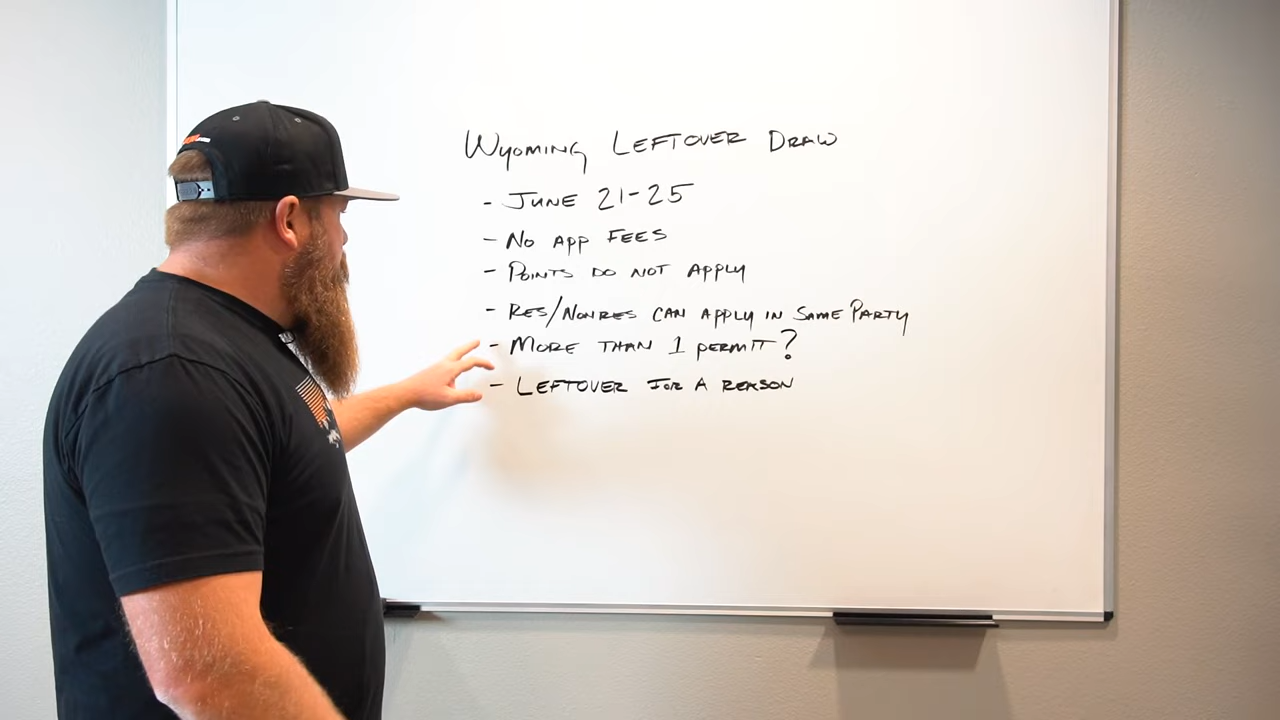 WYOMING LEFTOVER DRAW
- JUNE 21-25
- NO APP FEES
- POINTS DO NOT APPLY
- RES/NONRES CAN APPLY IN SAME PARTY
- MORE THAN 1 PERMIT?
- LEFTOVER FOR A REASON